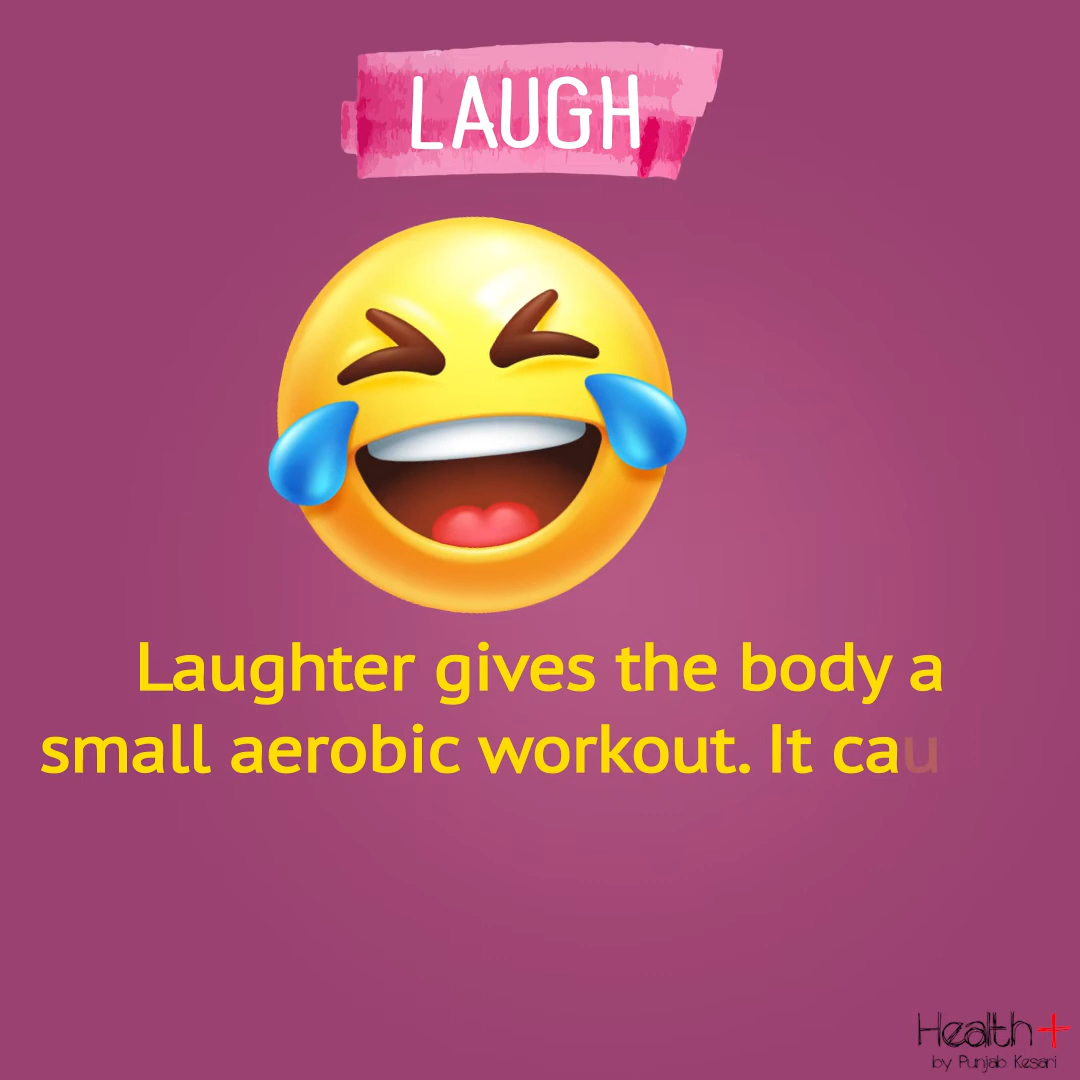 LAUGH
Laughter gives the body a
small aerobic workout. It cau
Health+
by Punjab Kesari